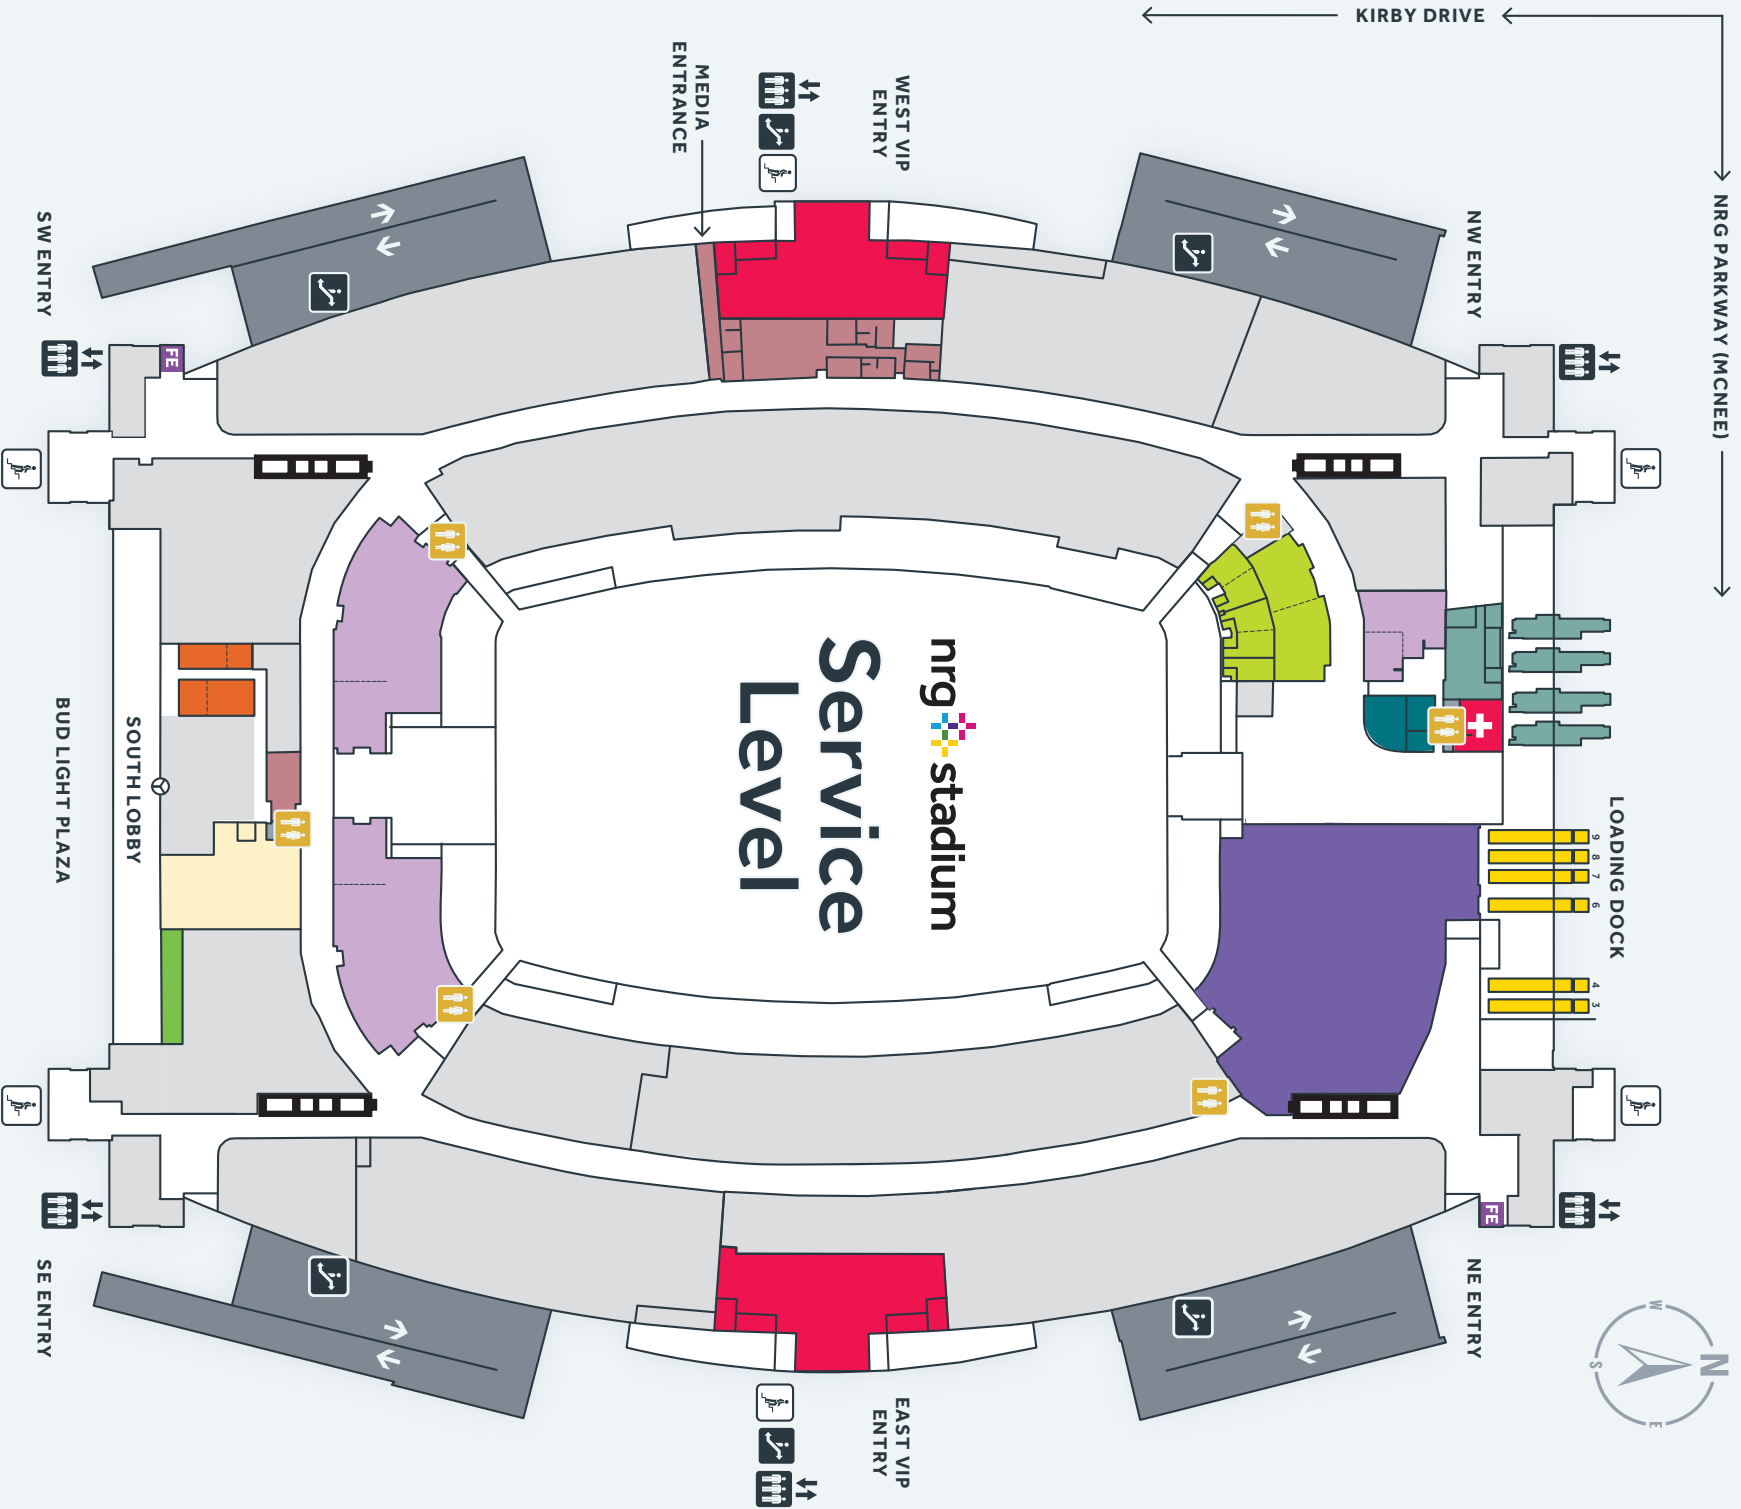 KIRBY DRIVE
NRG PARKWAY (MCNEE)
MEDIA
ENTRANCE
WEST VIP
ENTRY
SW ENTRY
NW ENTRY
FE
nrg stadium
Service
Level
BUD LIGHT PLAZA
SOUTH LOBBY
LOADING DOCK
9
8
7
6
4
3
FE
SE ENTRY
NE ENTRY
EAST VIP
ENTRY
N
E
S
W